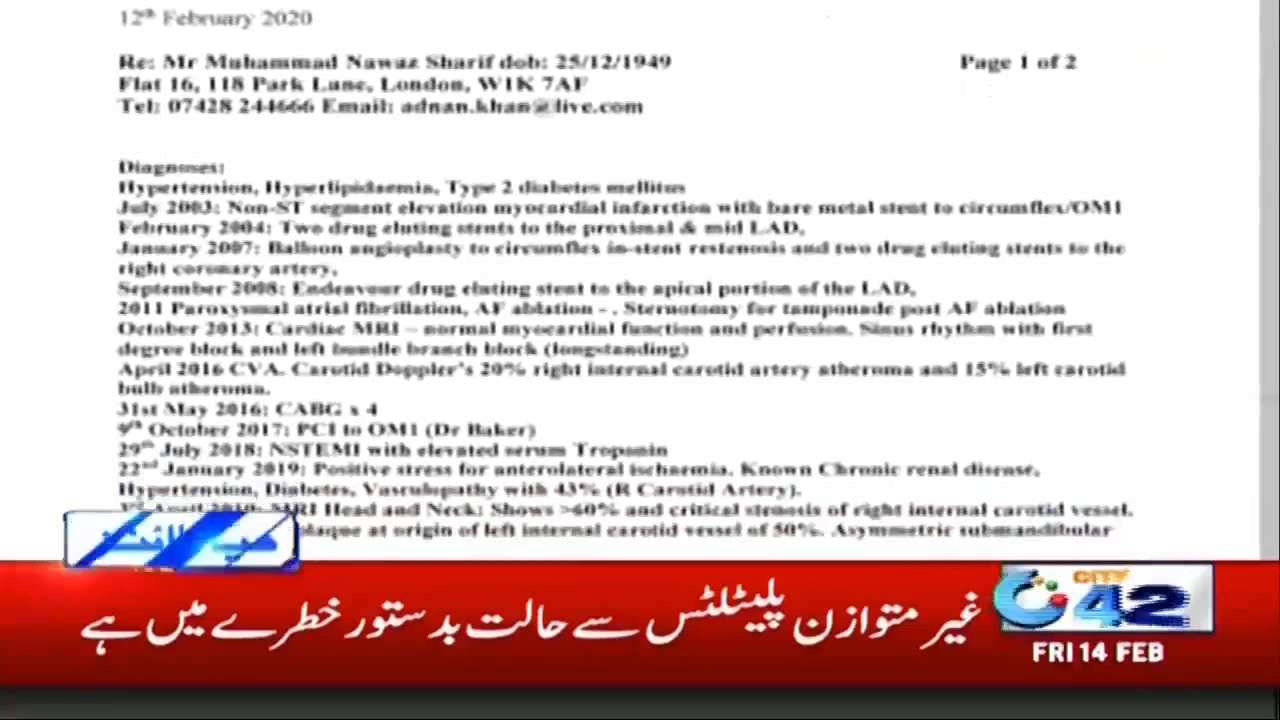 12th February 2020
Re: Mr Muhammad Nawaz Sharif dob: 25/12/1949
Page 1 of 2
Flat 16, 118 Park Lane, London, W1K 7AF
Tel: 07428 244666 Email: adnan.khan@live.com
Diagnoses:
Hypertension, Hyperlipidaemia, Type 2 diabetes mellitus
July 2003: Non-ST segment elevation myocardial infarction with bare metal stent to circumflex/OM1
February 2004: Two drug eluting stents to the proximal & mid LAD,
January 2007: Balloon angioplasty to circumflex in-stent restenosis and two drug eluting stents to the
right coronary artery,
September 2008: Endeavour drug eluting stent to the apical portion of the LAD,
2011 Paroxysmal atrial fibrillation, AF ablation - . Sternotomy for tamponade post AF ablation
October 2013: Cardiac MRI – normal myocardial function and perfusion. Sinus rhythm with first
degree block and left bundle branch block (longstanding)
April 2016 CVA. Carotid Doppler's 20% right internal carotid artery atheroma and 15% left carotid
bulb atheroma.
31st May 2016: CABG x 4
9th October 2017: PCI to OM1 (Dr Baker)
29th July 2018: NSTEMI with elevated serum Troponin
22nd January 2019: Positive stress for anterolateral ischaemia. Known Chronic renal disease,
Hypertension, Diabetes, Vasculopathy with 43% (R Carotid Artery).
April 2019: MRI Head and Neck: Shows >60% and critical stenosis of right internal carotid vessel.
plaque at origin of left internal carotid vessel of 50%. Asymmetric submandibular
غیر متوازن پلیٹلٹس سے حالت بدستور خطرے میں ہے
CITY 42
FRI 14 FEB